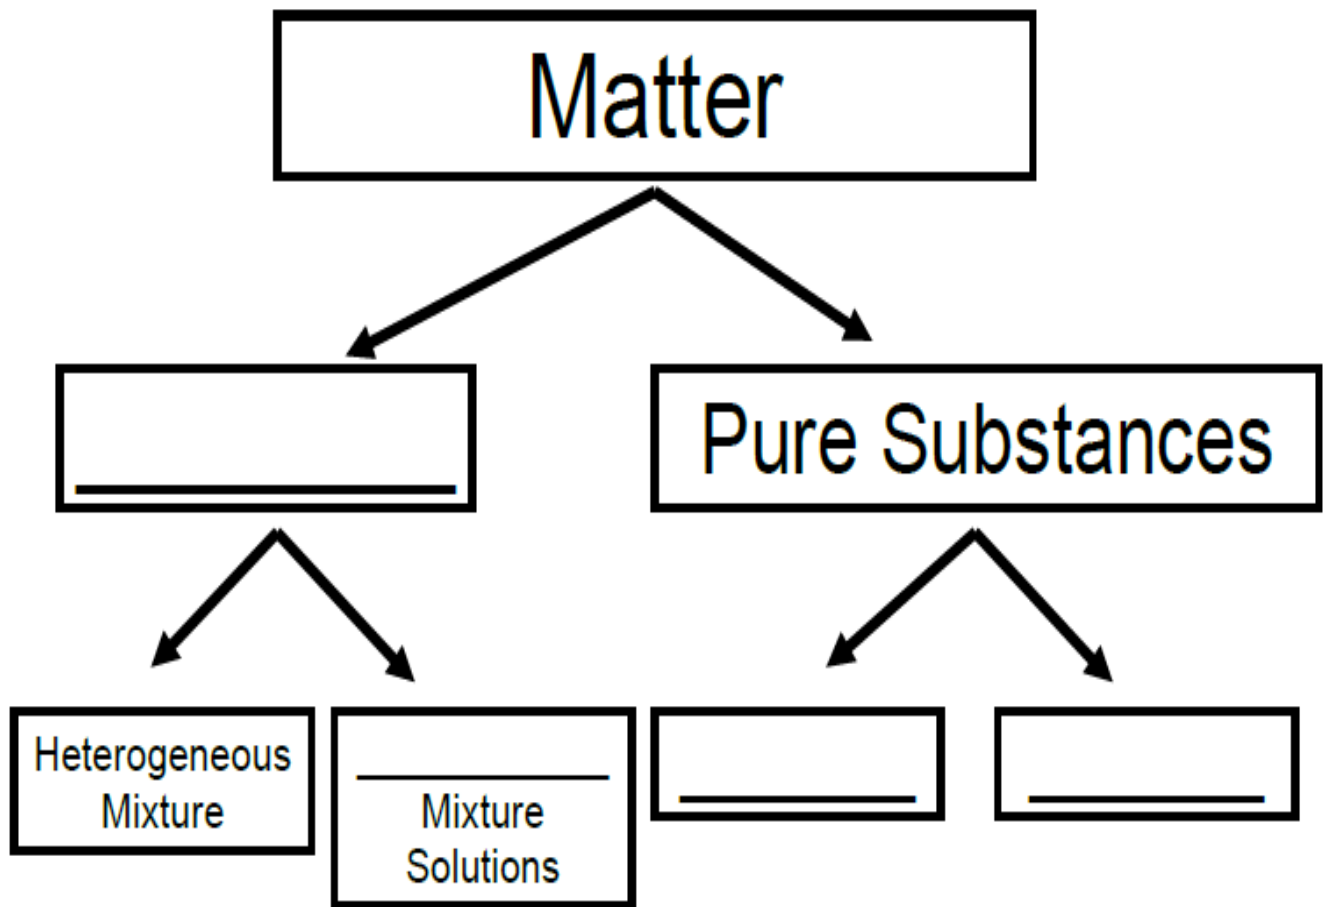 Matter
Pure Substances
Heterogeneous
Mixture
Mixture
Solutions